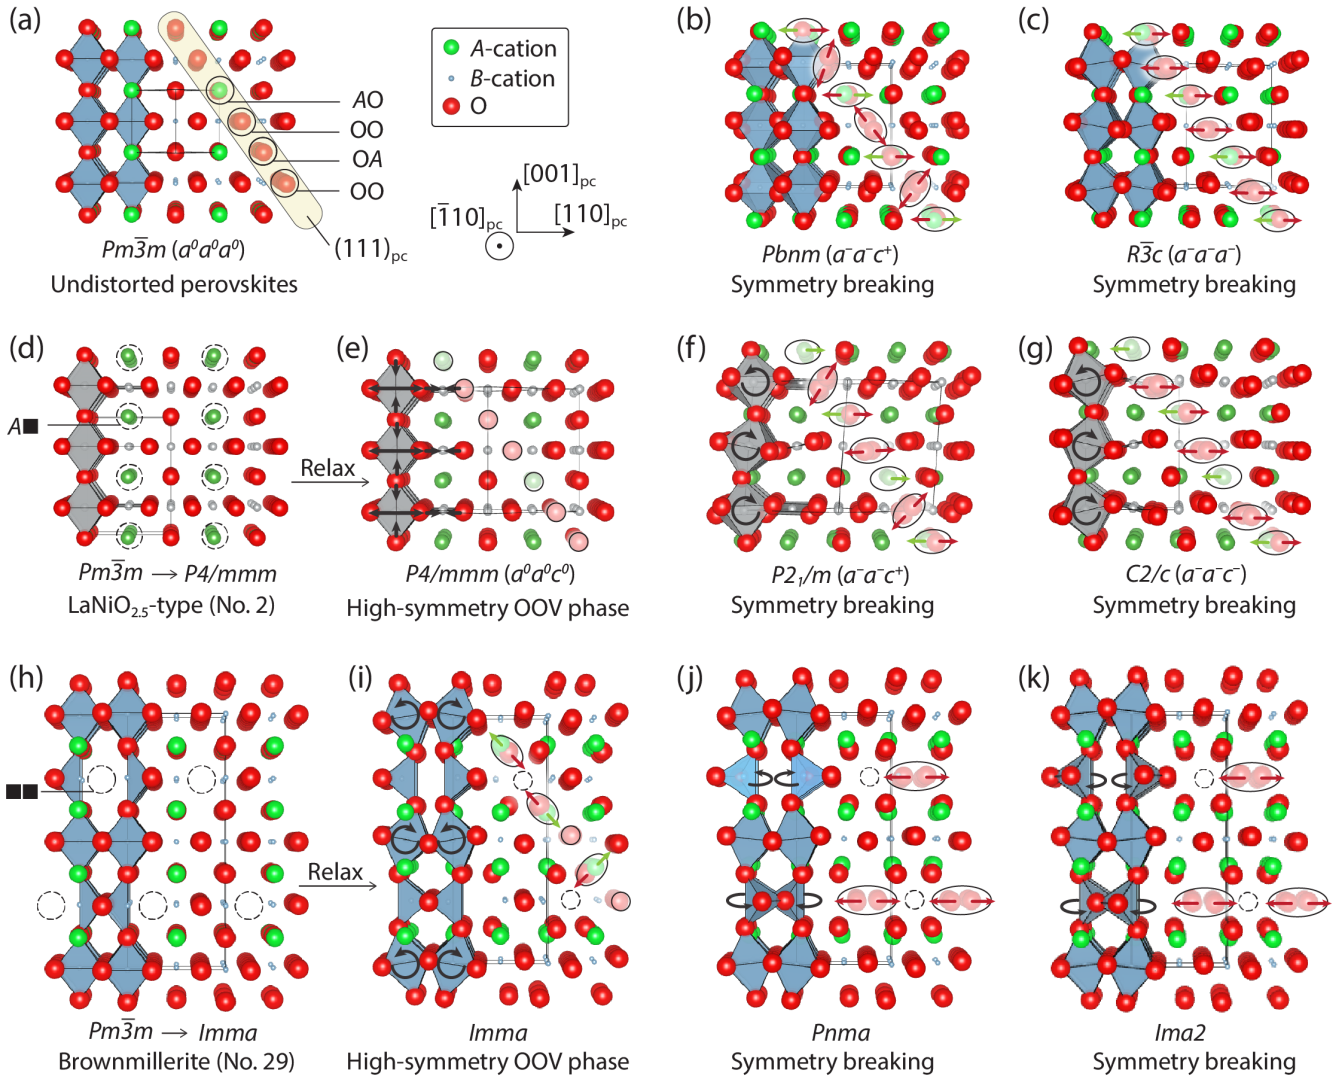 (a)
A-cation
B-cation
O
AO
OO
OA
OO
(111)pc
[001]pc
[1̅10]pc
[110]pc
Pm3̅m (a⁰a⁰a⁰)
Undistorted perovskites
(b)
Pbnm (a⁻a⁻c⁺)
Symmetry breaking
(c)
R3̅c (a⁻a⁻a⁻)
Symmetry breaking
(d)
A■
Pm3̅m → P4/mmm
LaNiO₂.₅-type (No. 2)
Relax
(e)
P4/mmm (a⁰a⁰c⁰)
High-symmetry OOV phase
(f)
P2₁/m (a⁻a⁻c⁺)
Symmetry breaking
(g)
C2/c (a⁻a⁻c⁻)
Symmetry breaking
(h)
■■
Pm3̅m → Imma
Brownmillerite (No. 29)
Relax
(i)
Imma
High-symmetry OOV phase
(j)
Pnma
Symmetry breaking
(k)
Ima2
Symmetry breaking